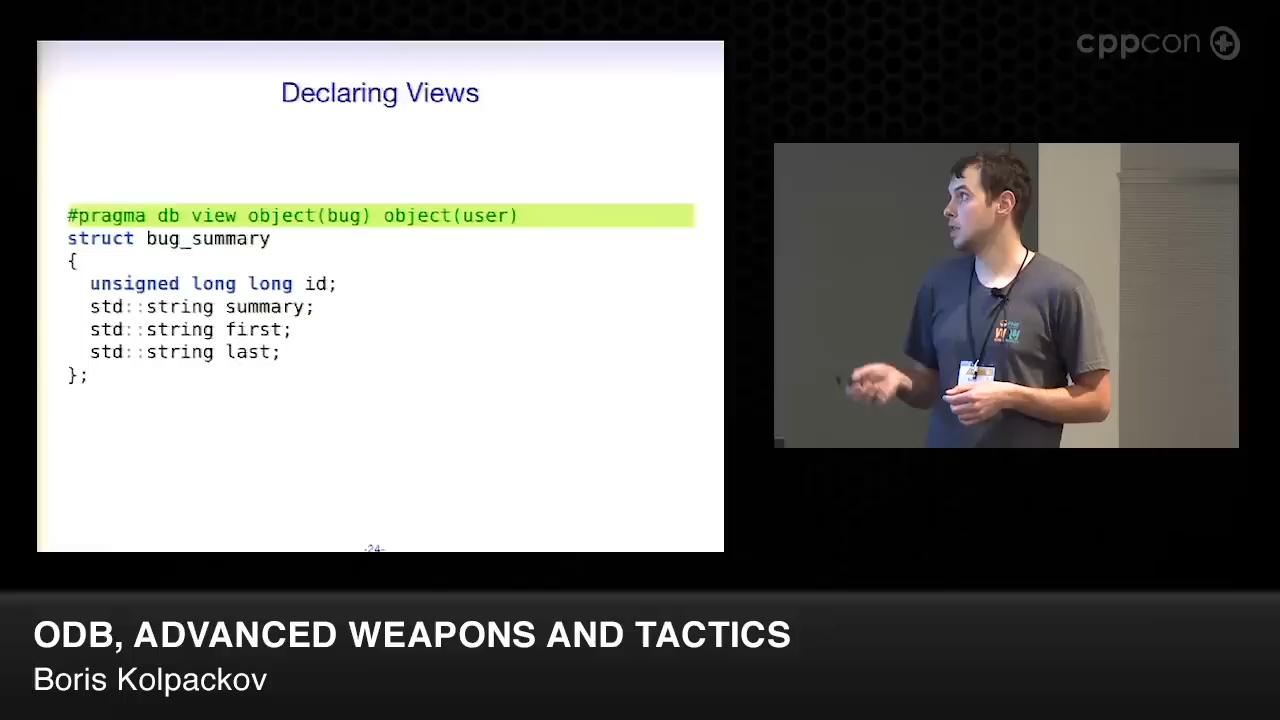 cppcon
Declaring Views
#pragma db view object(bug) object(user)
struct bug_summary
{
unsigned long long id;
std::string summary;
std::string first;
std::string last;
};
-24-
ODB, ADVANCED WEAPONS AND TACTICS
Boris Kolpackov